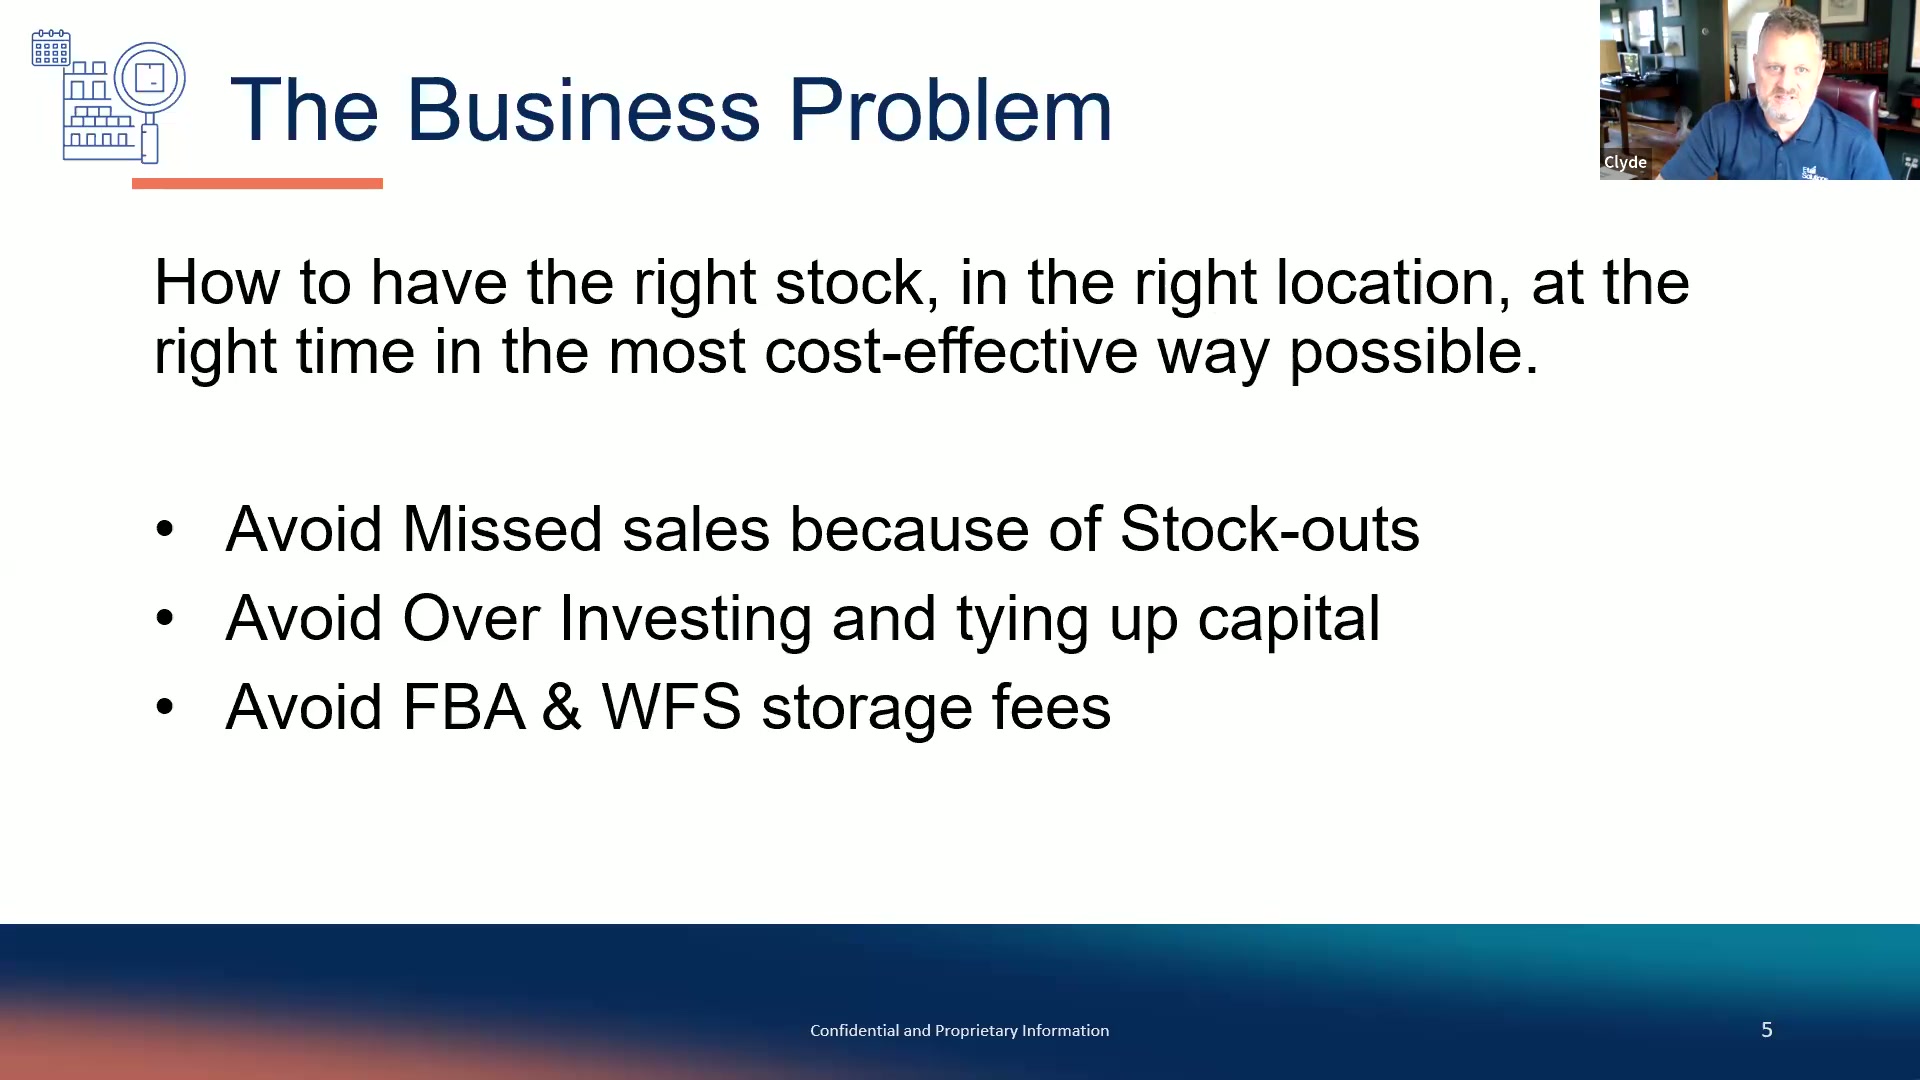 The Business Problem
Clyde
How to have the right stock, in the right location, at the
right time in the most cost-effective way possible.
• Avoid Missed sales because of Stock-outs
• Avoid Over Investing and tying up capital
• Avoid FBA & WFS storage fees
Confidential and Proprietary Information
5